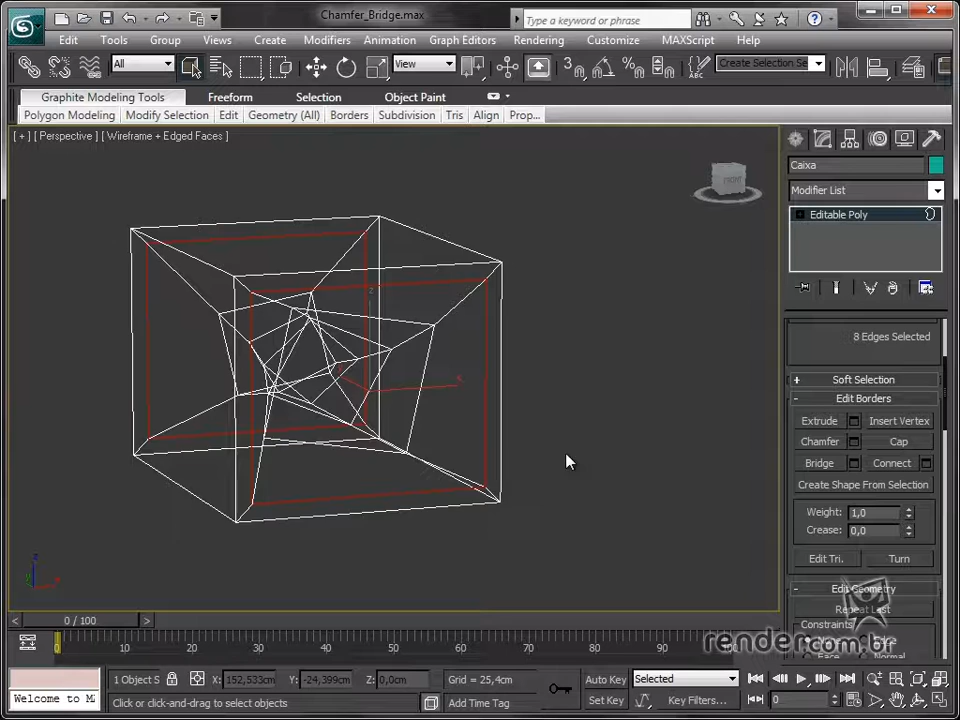 Chamfer_Bridge.max
Type a keyword or phrase
Edit Tools Group Views Create Modifiers Animation Graph Editors Rendering Customize MAXScript Help
All View Create Selection Se
Graphite Modeling Tools Freeform Selection Object Paint
Polygon Modeling Modify Selection Edit Geometry (All) Borders Subdivision Tris Align Prop...
[ + ] [ Perspective ] [ Wireframe + Edged Faces ]
FRONT
Caixa
Modifier List
Editable Poly
8 Edges Selected
+ Soft Selection
- Edit Borders
Extrude Insert Vertex
Chamfer Cap
Bridge Connect
Create Shape From Selection
Weight: 1,0
Crease: 0,0
Edit Tri. Turn
- Edit Geometry
Repeat Last
Constraints
render.com.br
0 / 100
0 10 20 30 40 50 60 70 80 90
1 Object S X: 152,533cm Y: -24,399cm Z: 0,0cm Grid = 25,4cm Auto Key Selected
Welcome to M
Click or click-and-drag to select objects Add Time Tag Set Key Key Filters... 0